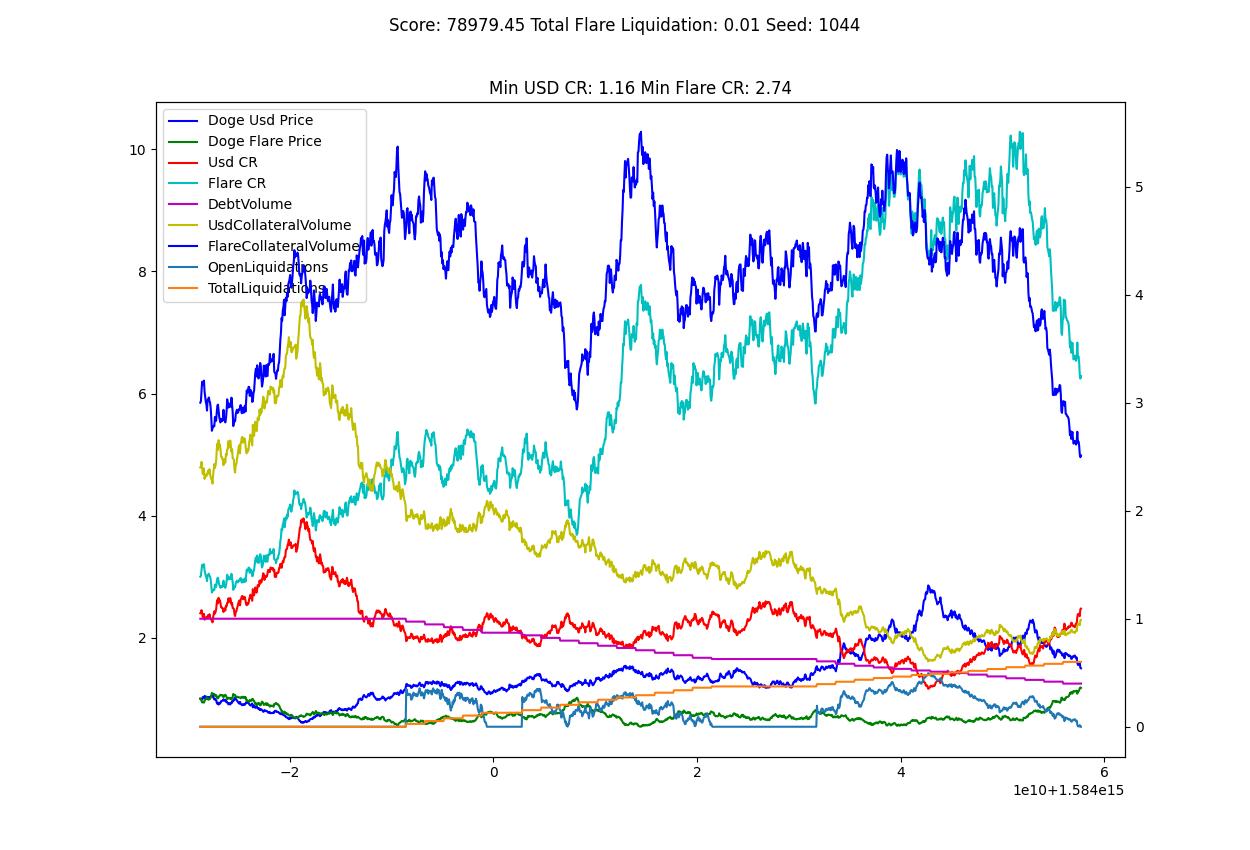 Score: 78979.45 Total Flare Liquidation: 0.01 Seed: 1044
Min USD CR: 1.16 Min Flare CR: 2.74
Doge Usd Price
Doge Flare Price
Usd CR
Flare CR
DebtVolume
UsdCollateralVolume
FlareCollateralVolume
OpenLiquidations
TotalLiquidations
10
8
6
4
2
5
4
3
2
1
0
−2
0
2
4
6
1e10+1.584e15